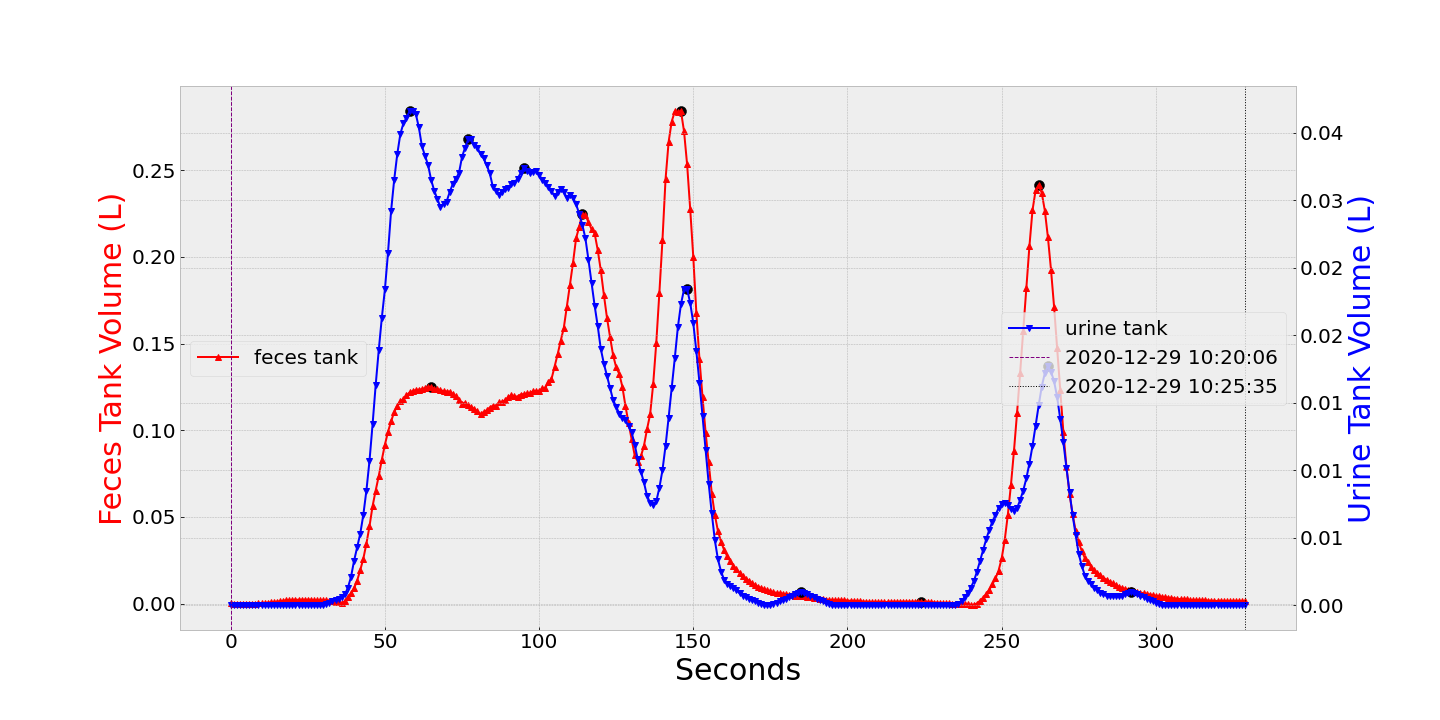 Feces Tank Volume (L)
0.25
0.20
0.15
0.10
0.05
0.00
feces tank
0.04
0.03
0.02
0.02
0.01
0.01
0.01
0.00
Urine Tank Volume (L)
urine tank
2020-12-29 10:20:06
2020-12-29 10:25:35
0 50 100 150 200 250 300
Seconds